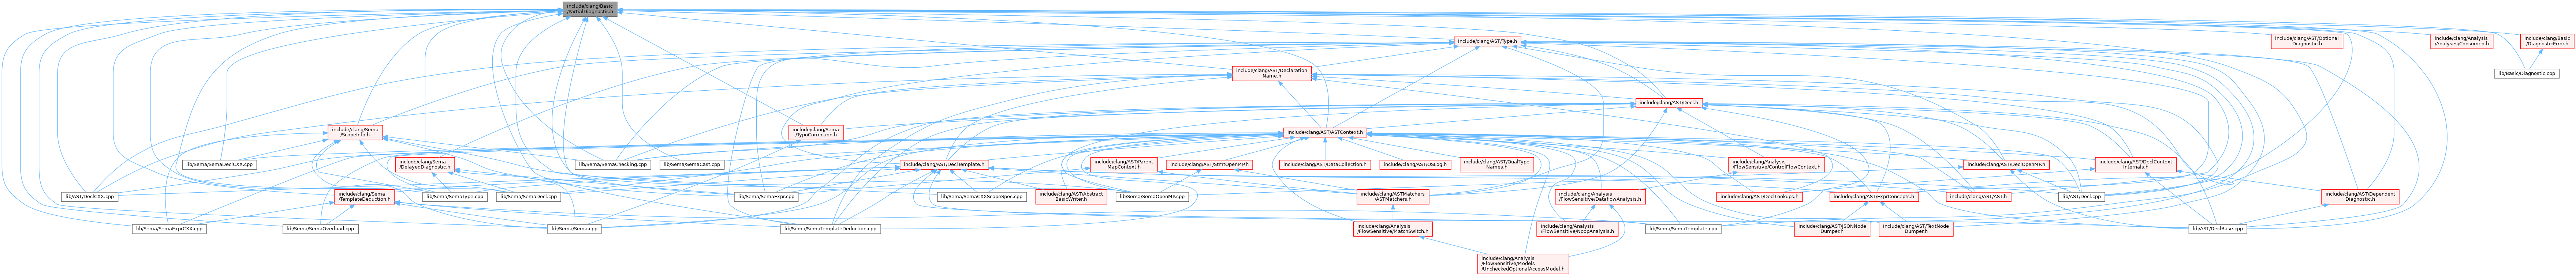 include/clang/Basic
/PartialDiagnostic.h
include/clang/AST/Type.h
include/clang/AST/Optional
Diagnostic.h
include/clang/Analysis
/Analyses/Consumed.h
include/clang/Basic
/DiagnosticError.h
include/clang/AST/Declaration
Name.h
lib/Basic/Diagnostic.cpp
include/clang/AST/Decl.h
include/clang/Sema
/ScopeInfo.h
include/clang/Sema
/TypoCorrection.h
include/clang/AST/ASTContext.h
lib/Sema/SemaDeclCXX.cpp
include/clang/Sema
/DelayedDiagnostic.h
lib/Sema/SemaChecking.cpp
lib/Sema/SemaCast.cpp
include/clang/AST/DeclTemplate.h
include/clang/AST/Parent
MapContext.h
include/clang/AST/StmtOpenMP.h
include/clang/AST/DataCollection.h
include/clang/AST/OSLog.h
include/clang/AST/QualType
Names.h
include/clang/Analysis
/FlowSensitive/ControlFlowContext.h
include/clang/AST/DeclOpenMP.h
include/clang/AST/DeclContext
Internals.h
lib/AST/DeclCXX.cpp
include/clang/Sema
/TemplateDeduction.h
lib/Sema/SemaType.cpp
lib/Sema/SemaDecl.cpp
lib/Sema/SemaExpr.cpp
lib/Sema/SemaCXXScopeSpec.cpp
include/clang/AST/Abstract
BasicWriter.h
lib/Sema/SemaOpenMP.cpp
include/clang/ASTMatchers
/ASTMatchers.h
include/clang/Analysis
/FlowSensitive/DataflowAnalysis.h
include/clang/AST/DeclLookups.h
include/clang/AST/ExprConcepts.h
include/clang/AST/AST.h
lib/AST/Decl.cpp
include/clang/AST/Dependent
Diagnostic.h
lib/Sema/SemaExprCXX.cpp
lib/Sema/SemaOverload.cpp
lib/Sema/Sema.cpp
lib/Sema/SemaTemplateDeduction.cpp
include/clang/Analysis
/FlowSensitive/MatchSwitch.h
include/clang/Analysis
/FlowSensitive/NoopAnalysis.h
lib/Sema/SemaTemplate.cpp
include/clang/AST/JSONNode
Dumper.h
include/clang/AST/TextNode
Dumper.h
lib/AST/DeclBase.cpp
include/clang/Analysis
/FlowSensitive/Models
/UncheckedOptionalAccessModel.h